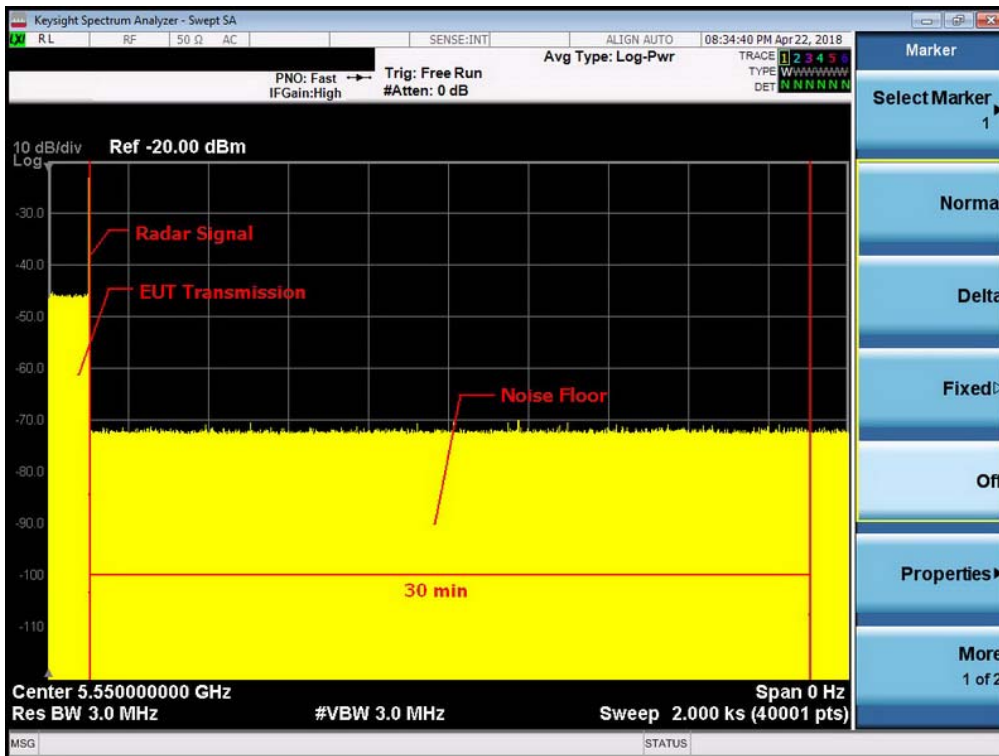 Keysight Spectrum Analyzer - Swept SA
LXI RL RF 50 Ω AC SENSE:INT ALIGN AUTO 08:34:40 PM Apr 22, 2018
PNO: Fast Trig: Free Run Avg Type: Log-Pwr TRACE 1 2 3 4 5 6
IFGain:High #Atten: 0 dB TYPE WWWWWW
DET N N N N N N
10 dB/div Ref -20.00 dBm
Log
-30.0
Radar Signal
-40.0
EUT Transmission
-50.0
-60.0
Noise Floor
-70.0
-80.0
-90.0
-100
30 min
-110
Center 5.550000000 GHz Span 0 Hz
Res BW 3.0 MHz #VBW 3.0 MHz Sweep 2.000 ks (40001 pts)
MSG STATUS
Marker
Select Marker
1
Norma
Delta
Fixed
Off
Properties
More
1 of 2